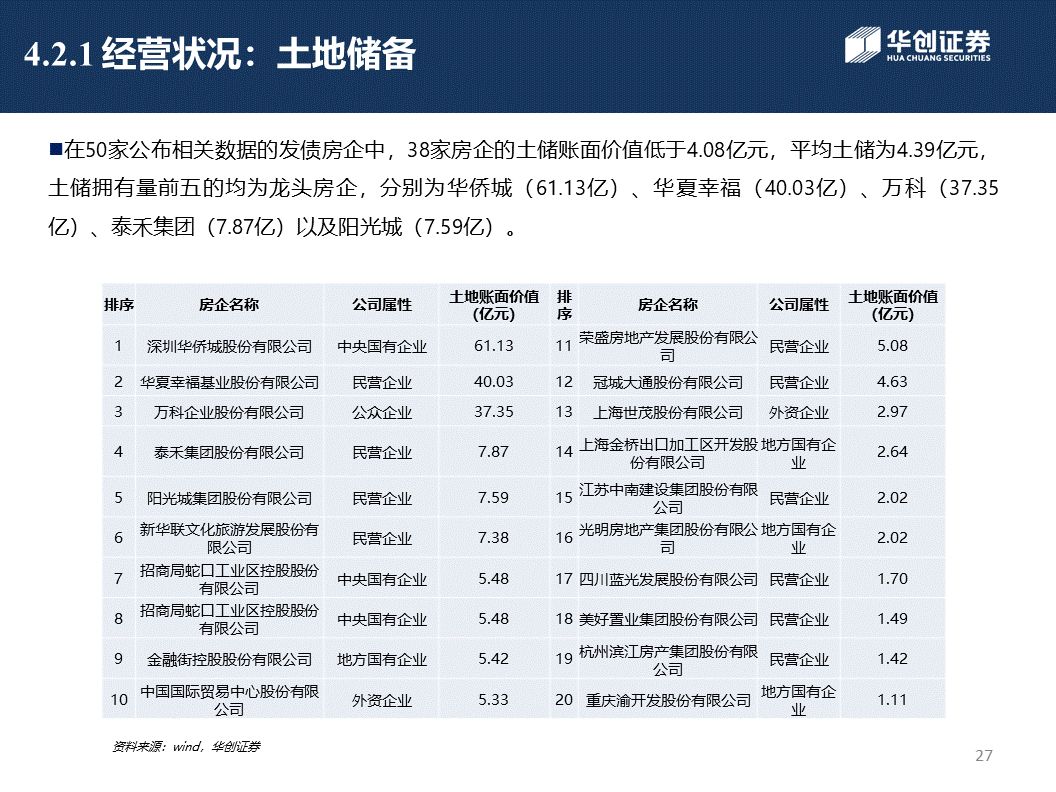 4.2.1 经营状况：土地储备
华创证券
HUA CHUANG SECURITIES
■在50家公布相关数据的发债房企中，38家房企的土储账面价值低于4.08亿元，平均土储为4.39亿元，
土储拥有量前五的均为龙头房企，分别为华侨城（61.13亿）、华夏幸福（40.03亿）、万科（37.35
亿）、泰禾集团（7.87亿）以及阳光城（7.59亿）。
排序 房企名称 公司属性 土地账面价值(亿元) 排序 房企名称 公司属性 土地账面价值(亿元)
1 深圳华侨城股份有限公司 中央国有企业 61.13 11 荣盛房地产发展股份有限公司 民营企业 5.08
2 华夏幸福基业股份有限公司 民营企业 40.03 12 冠城大通股份有限公司 民营企业 4.63
3 万科企业股份有限公司 公众企业 37.35 13 上海世茂股份有限公司 外资企业 2.97
4 泰禾集团股份有限公司 民营企业 7.87 14 上海金桥出口加工区开发股份有限公司 地方国有企业 2.64
5 阳光城集团股份有限公司 民营企业 7.59 15 江苏中南建设集团股份有限公司 民营企业 2.02
6 新华联文化旅游发展股份有限公司 民营企业 7.38 16 光明房地产集团股份有限公司 地方国有企业 2.02
7 招商局蛇口工业区控股股份有限公司 中央国有企业 5.48 17 四川蓝光发展股份有限公司 民营企业 1.70
8 招商局蛇口工业区控股股份有限公司 中央国有企业 5.48 18 美好置业集团股份有限公司 民营企业 1.49
9 金融街控股股份有限公司 地方国有企业 5.42 19 杭州滨江房产集团股份有限公司 民营企业 1.42
10 中国国际贸易中心股份有限公司 外资企业 5.33 20 重庆渝开发股份有限公司 地方国有企业 1.11
资料来源：wind，华创证券
27